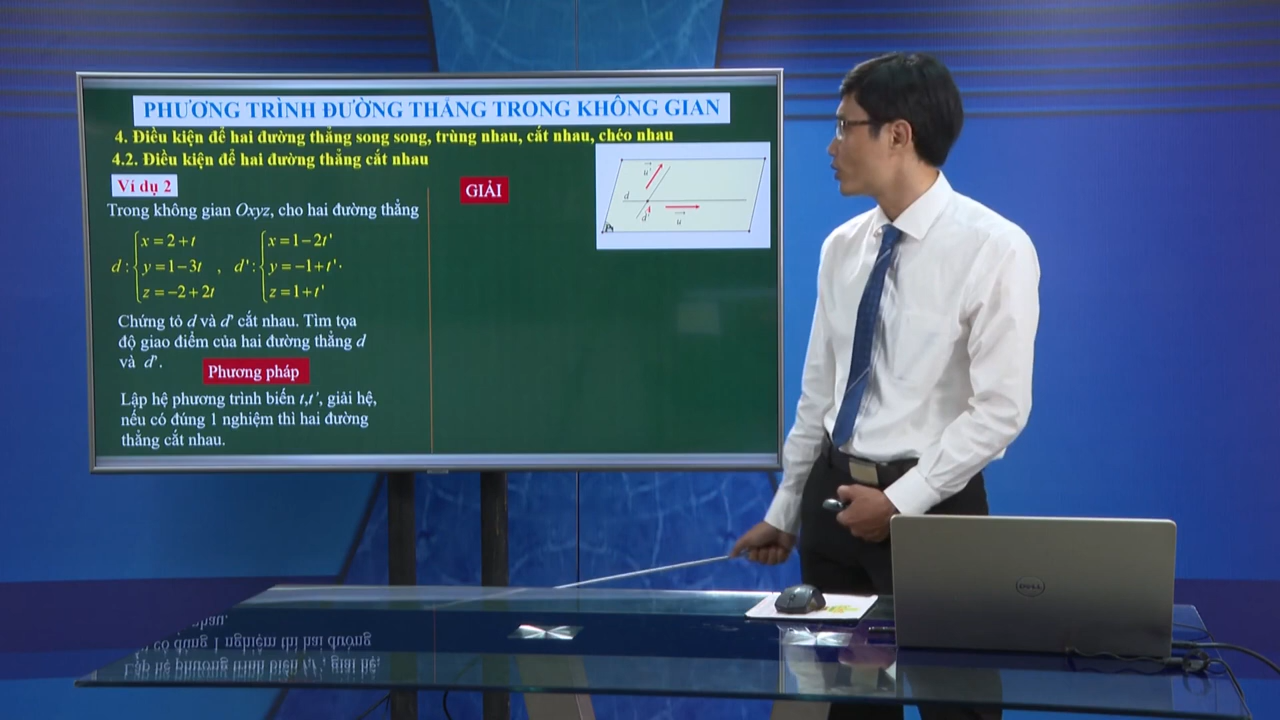 PHƯƠNG TRÌNH ĐƯỜNG THẲNG TRONG KHÔNG GIAN
4. Điều kiện để hai đường thẳng song song, trùng nhau, cắt nhau, chéo nhau
4.2. Điều kiện để hai đường thẳng cắt nhau
Ví dụ 2
Trong không gian Oxyz, cho hai đường thẳng
d : { x = 2 + t , d' : { x = 1 − 2t'
y = 1 − 3t y = −1 + t' .
z = −2 + 2t z = 1 + t'
Chứng tỏ d và d' cắt nhau. Tìm tọa
độ giao điểm của hai đường thẳng d
và d'.
Phương pháp
Lập hệ phương trình biến t,t', giải hệ,
nếu có đúng 1 nghiệm thì hai đường
thẳng cắt nhau.
GIẢI
u'
d
d'
u
DELL